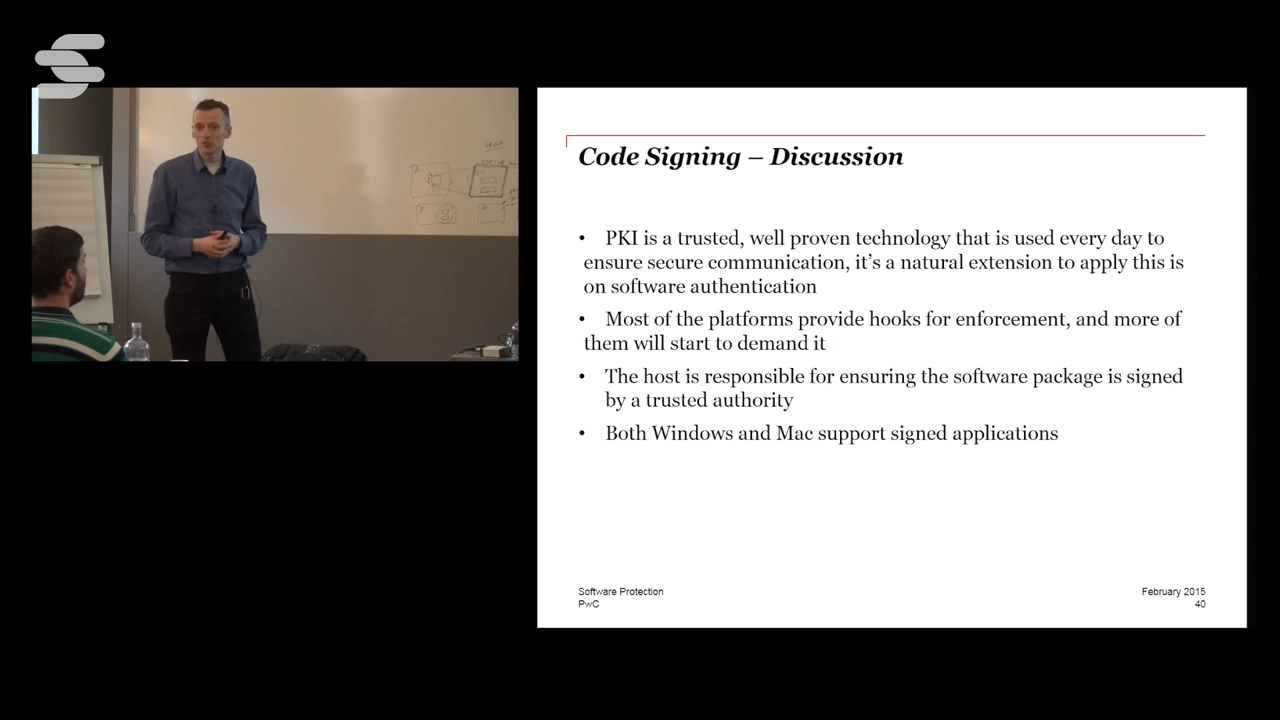 Code Signing – Discussion
• PKI is a trusted, well proven technology that is used every day to
ensure secure communication, it's a natural extension to apply this is
on software authentication
• Most of the platforms provide hooks for enforcement, and more of
them will start to demand it
• The host is responsible for ensuring the software package is signed
by a trusted authority
• Both Windows and Mac support signed applications
Software Protection
PwC
February 2015
40